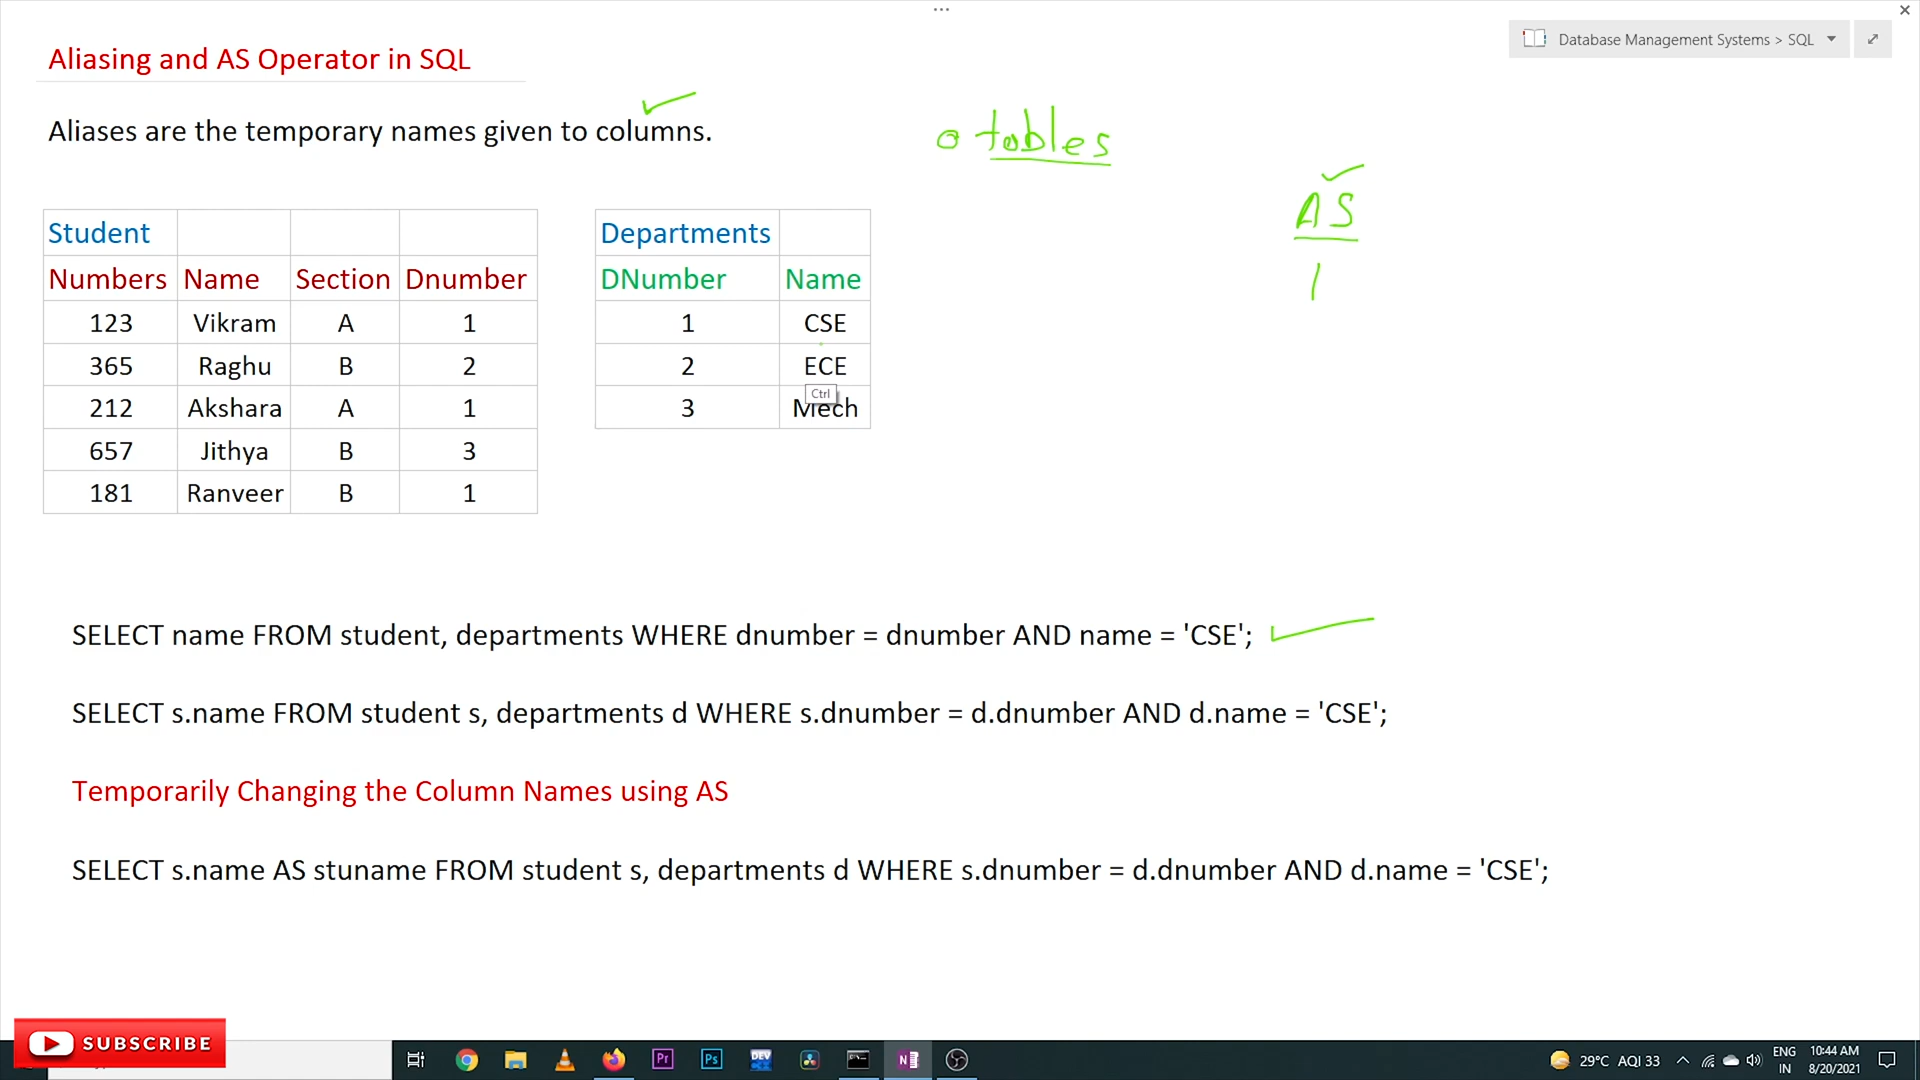 ...
Database Management Systems > SQL
Aliasing and AS Operator in SQL
Aliases are the temporary names given to columns.
o tables
AS
Student
Numbers Name Section Dnumber
123 Vikram A 1
365 Raghu B 2
212 Akshara A 1
657 Jithya B 3
181 Ranveer B 1
Departments
DNumber Name
1 CSE
2 ECE
Ctrl
3 Mech
SELECT name FROM student, departments WHERE dnumber = dnumber AND name = 'CSE';
SELECT s.name FROM student s, departments d WHERE s.dnumber = d.dnumber AND d.name = 'CSE';
Temporarily Changing the Column Names using AS
SELECT s.name AS stuname FROM student s, departments d WHERE s.dnumber = d.dnumber AND d.name = 'CSE';
SUBSCRIBE
Pr
Ps
DEV
N
29°C AQI 33
ENG
IN
10:44 AM
8/20/2021